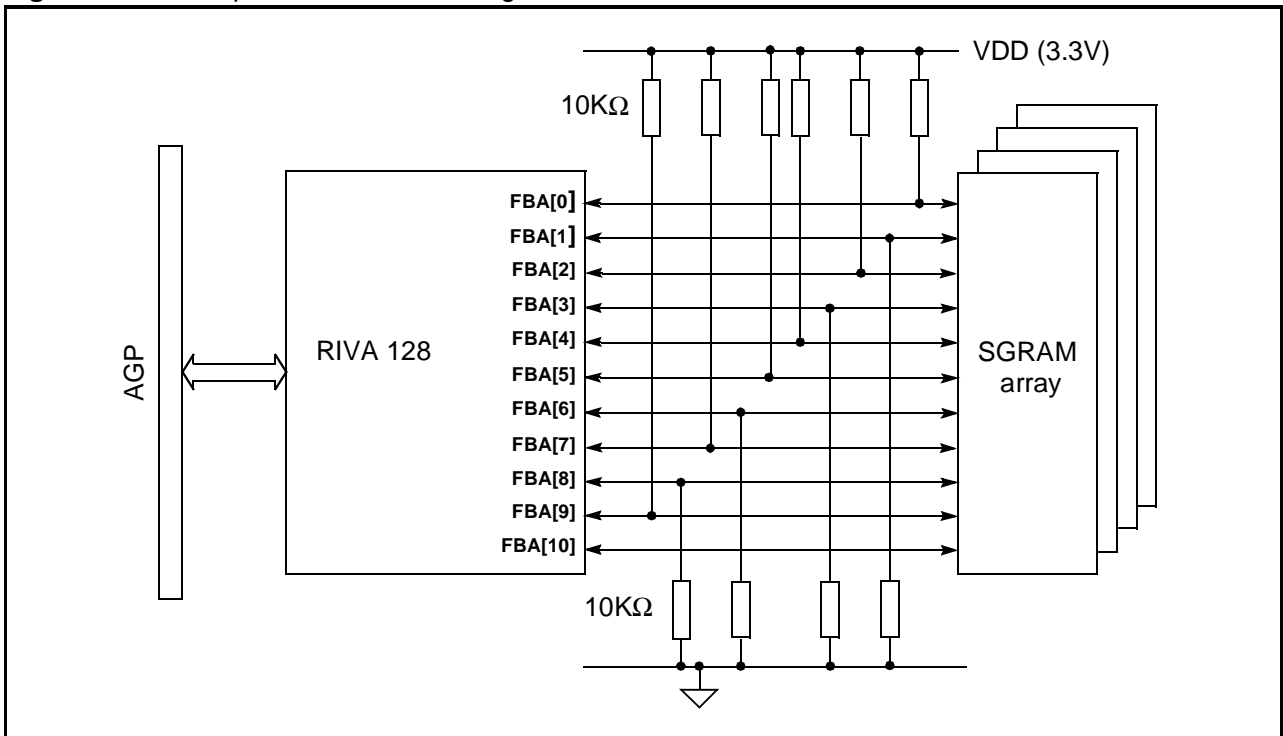 VDD (3.3V)
10KΩ
AGP
RIVA 128
FBA[0]
FBA[1]
FBA[2]
FBA[3]
FBA[4]
FBA[5]
FBA[6]
FBA[7]
FBA[8]
FBA[9]
FBA[10]
SGRAM
array
10KΩ